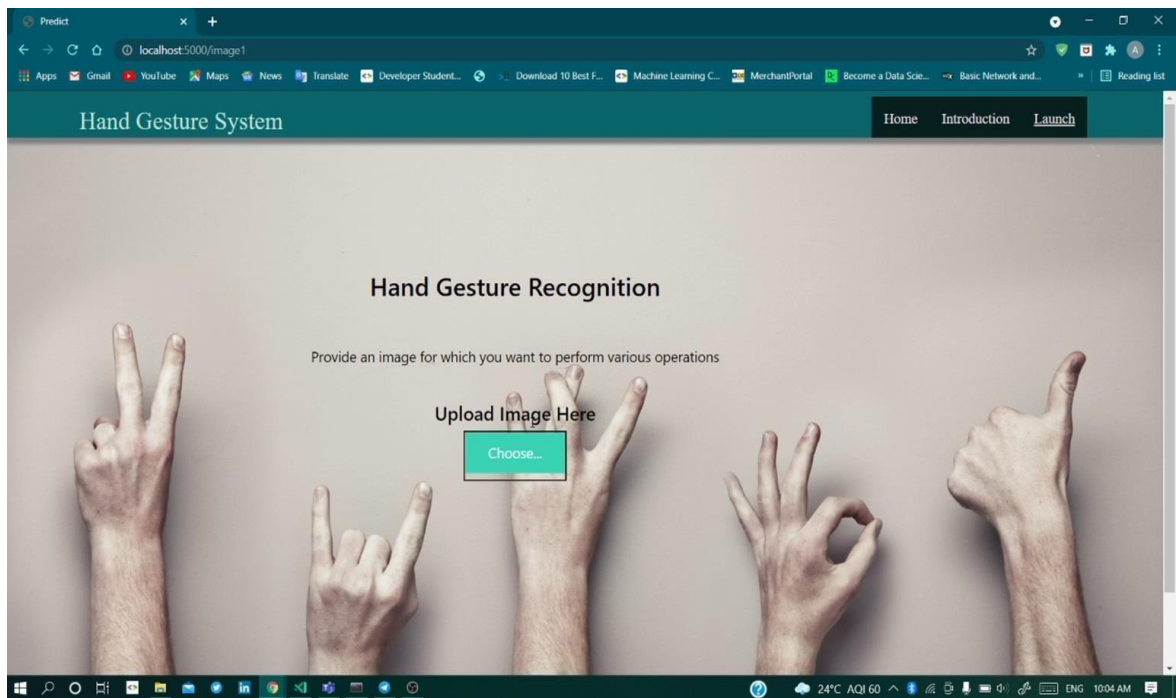 Predict
localhost:5000/image1
Apps Gmail YouTube Maps News Translate Developer Student... Download 10 Best F... Machine Learning C... MerchantPortal Become a Data Scie... Basic Network and... » Reading list
Hand Gesture System
Home Introduction Launch
Hand Gesture Recognition
Provide an image for which you want to perform various operations
Upload Image Here
Choose...
24°C AQI 60 ENG 10:04 AM